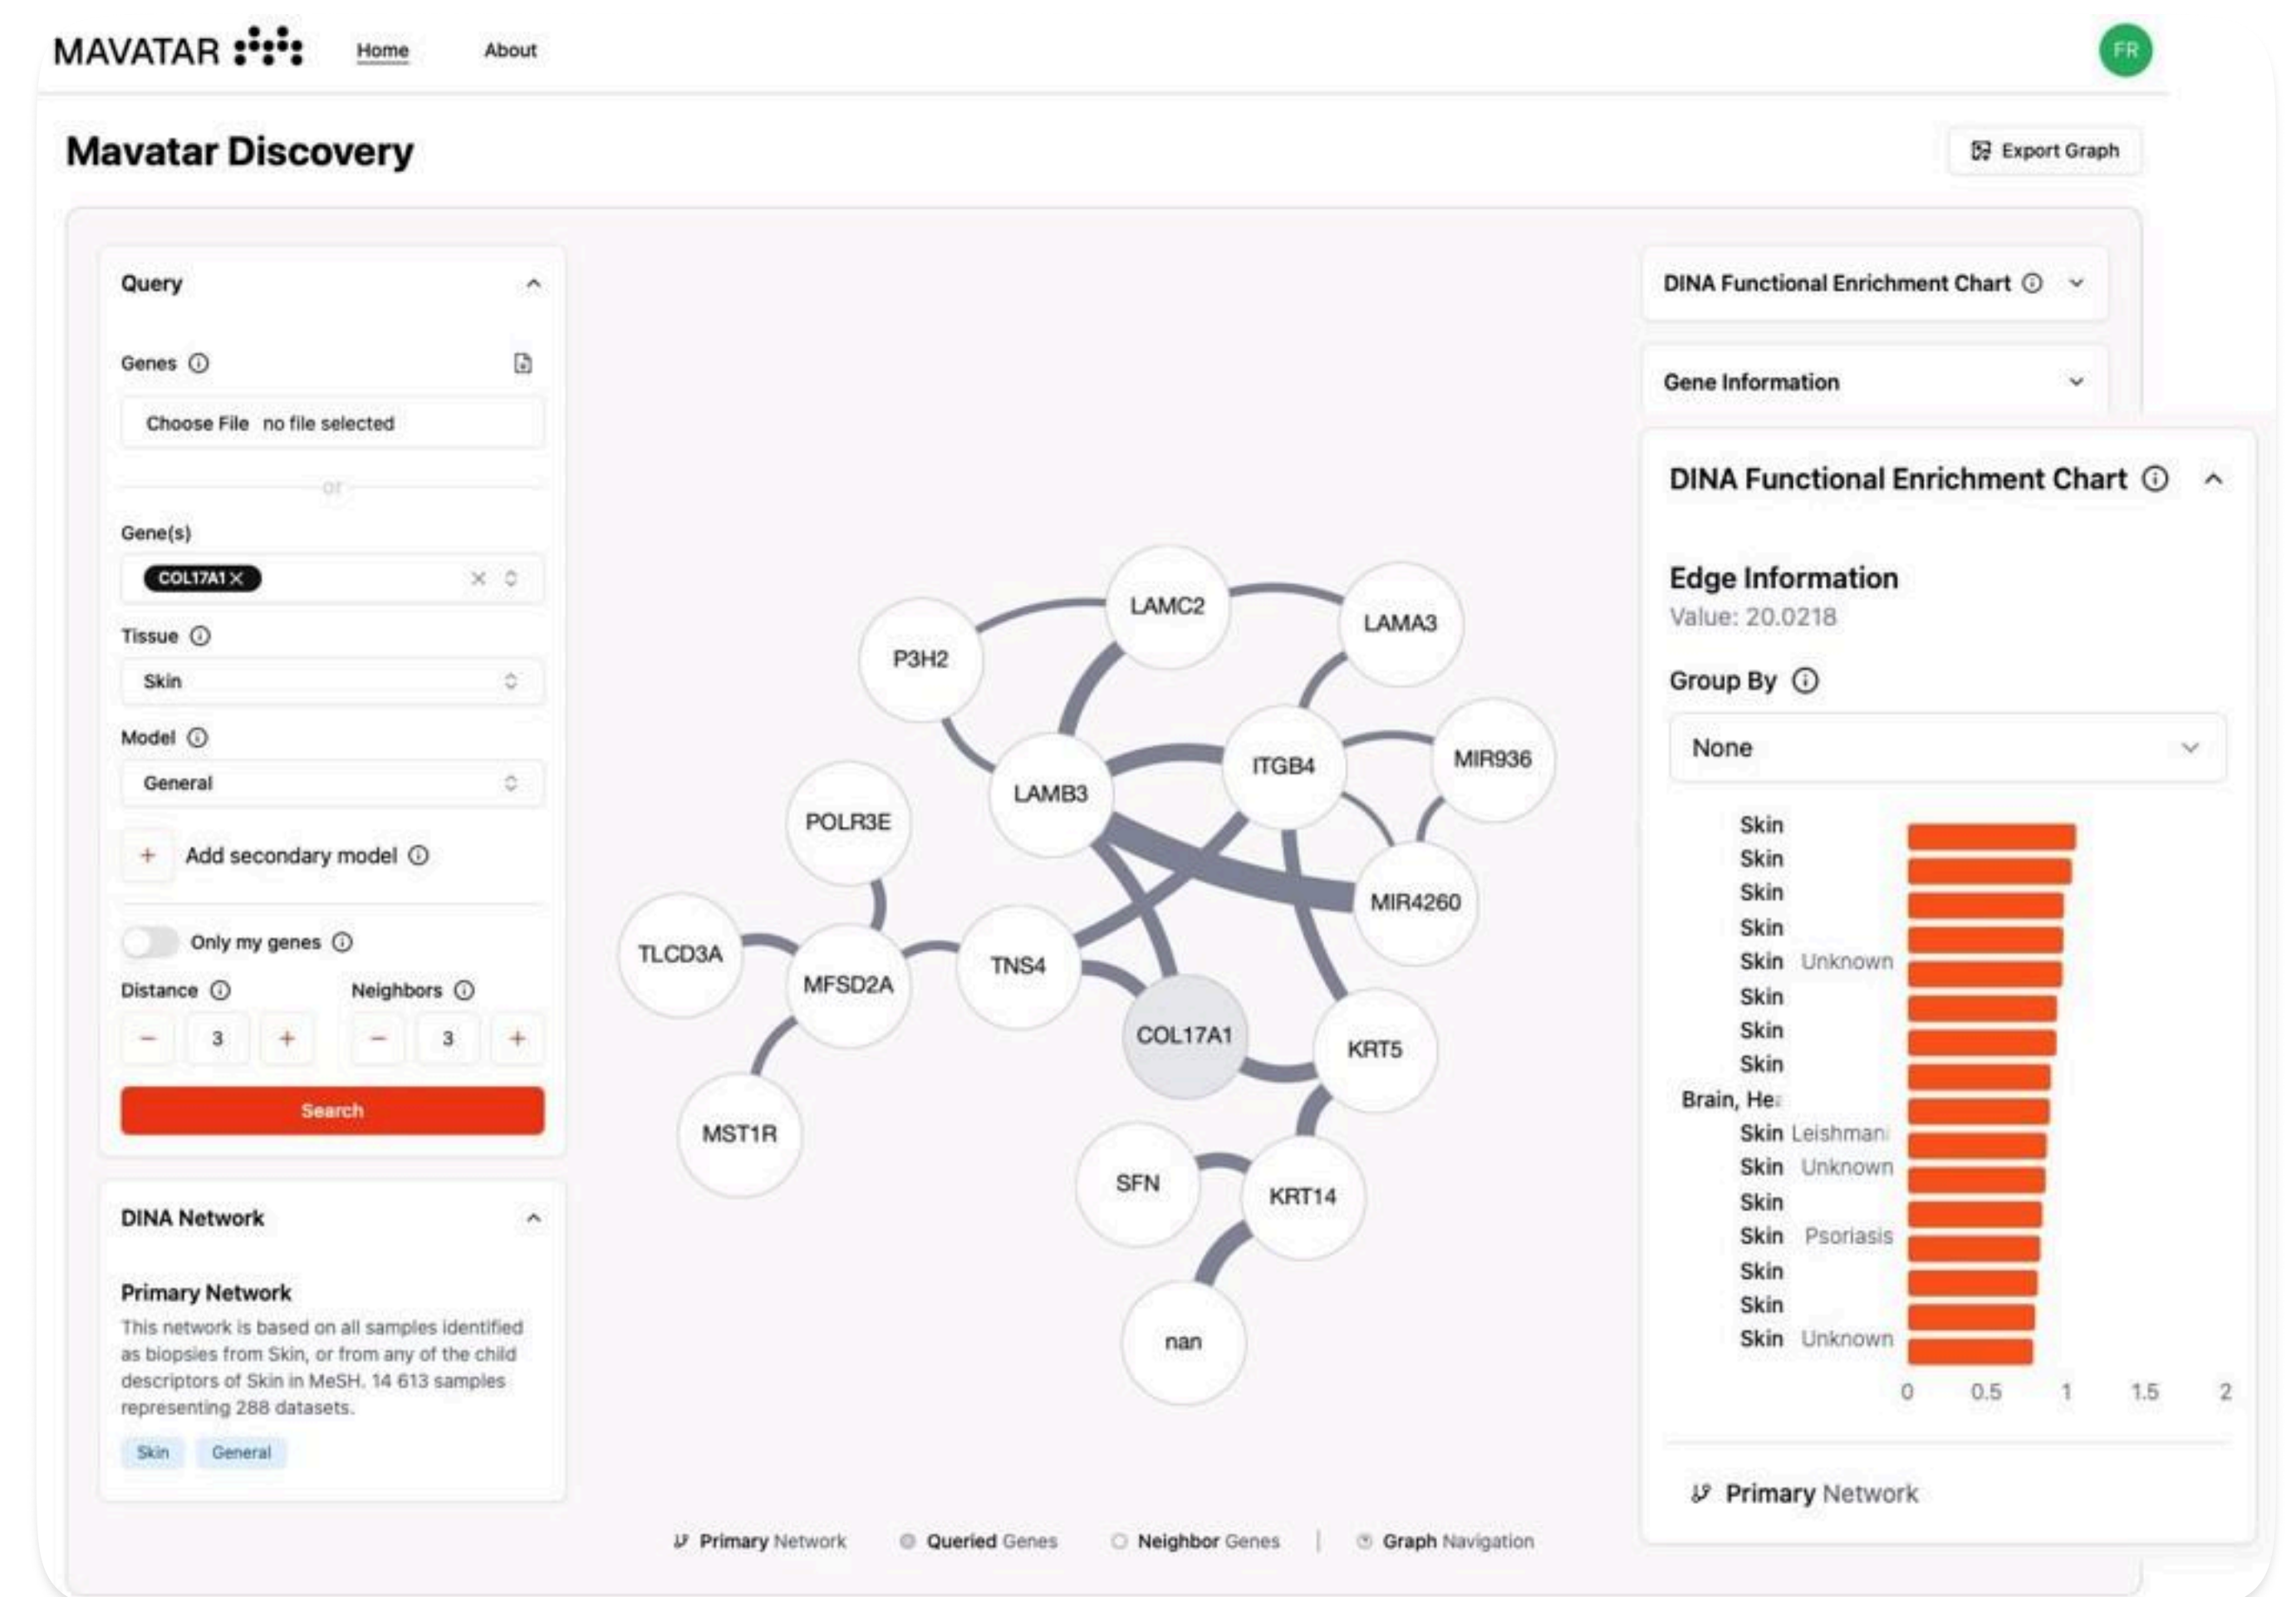 MAVATAR Home About FR
Mavatar Discovery
Export Graph
Query
Genes
Choose File no file selected
or
Gene(s)
COL17A1
Tissue
Skin
Model
General
Add secondary model
Only my genes
Distance Neighbors
3 3
Search
DINA Network
Primary Network
This network is based on all samples identified
as biopsies from Skin, or from any of the child
descriptors of Skin in MeSH. 14 613 samples
representing 288 datasets.
Skin General
LAMC2
LAMA3
P3H2
MIR936
ITGB4
LAMB3
POLR3E
MIR4260
TLCD3A
TNS4
MFSD2A
COL17A1
KRT5
MST1R
SFN
KRT14
nan
Primary Network Queried Genes Neighbor Genes | Graph Navigation
DINA Functional Enrichment Chart
Gene Information
DINA Functional Enrichment Chart
Edge Information
Value: 20.0218
Group By
None
Skin
Skin
Skin
Skin
Skin Unknown
Skin
Skin
Skin
Brain, He
Skin Leishman
Skin Unknown
Skin
Skin Psoriasis
Skin
Skin
Skin Unknown
0 0.5 1 1.5 2
Primary Network